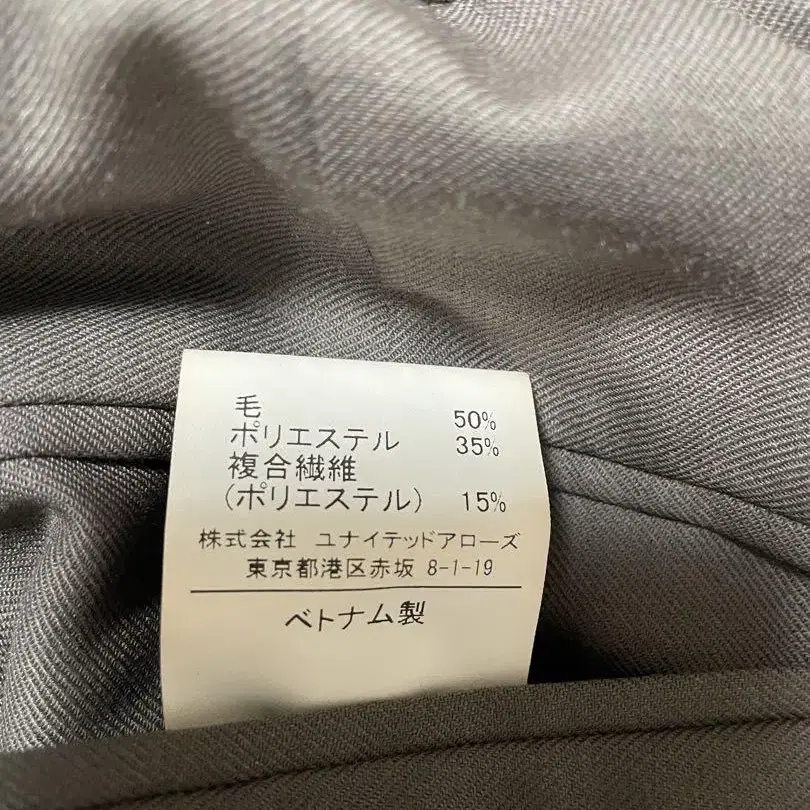 毛 50%
ポリエステル 35%
複合繊維
(ポリエステル) 15%
株式会社 ユナイテッドアローズ
東京都港区赤坂 8-1-19
ベトナム製